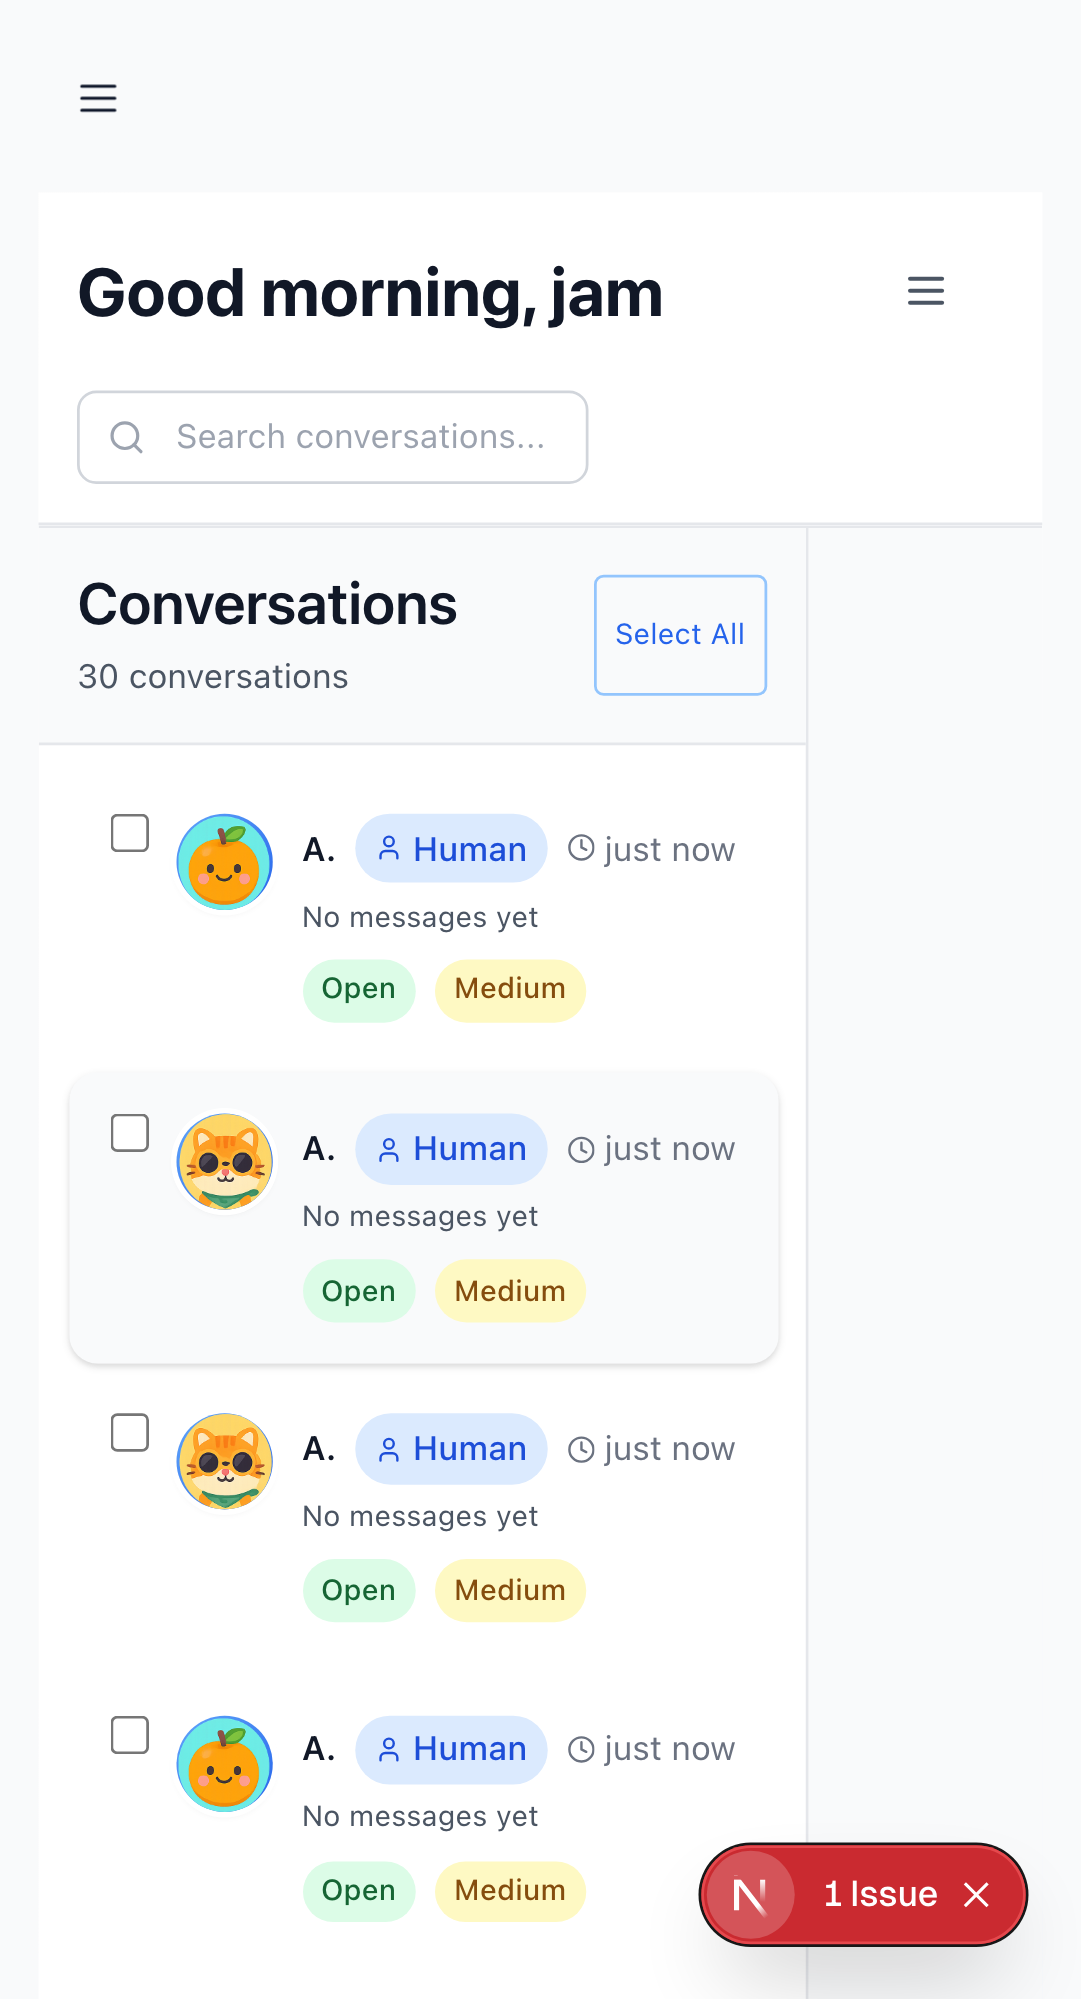 Good morning, jam
Search conversations...
Conversations
30 conversations
Select All
A. Human just now
No messages yet
Open Medium
A. Human just now
No messages yet
Open Medium
A. Human just now
No messages yet
Open Medium
A. Human just now
No messages yet
Open Medium
N 1 Issue